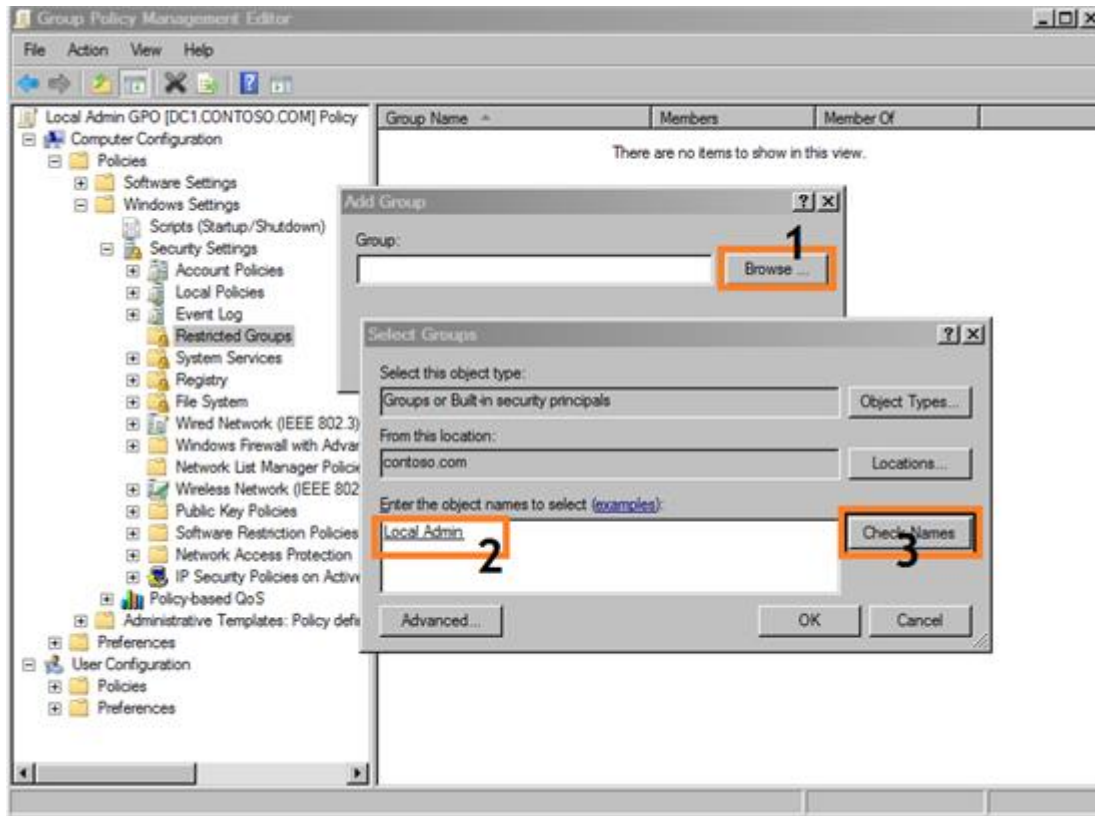 Group Policy Management Editor
File Action View Help
Local Admin GPO [DC1.CONTOSO.COM] Policy
Computer Configuration
Policies
Software Settings
Windows Settings
Scripts (Startup/Shutdown)
Security Settings
Account Policies
Local Policies
Event Log
Restricted Groups
System Services
Registry
File System
Wired Network (IEEE 802.3)
Windows Firewall with Advar
Network List Manager Policie
Wireless Network (IEEE 802
Public Key Policies
Software Restriction Policies
Network Access Protection
IP Security Policies on Active
Policy-based QoS
Administrative Templates: Policy defi
Preferences
User Configuration
Policies
Preferences
Group Name Members Member Of
There are no items to show in this view.
Add Group
Group:
1
Browse ...
Select Groups
Select this object type:
Groups or Built-in security principals Object Types...
From this location:
contoso.com Locations...
Enter the object names to select (examples):
Local Admin Check Names
2 3
Advanced... OK Cancel